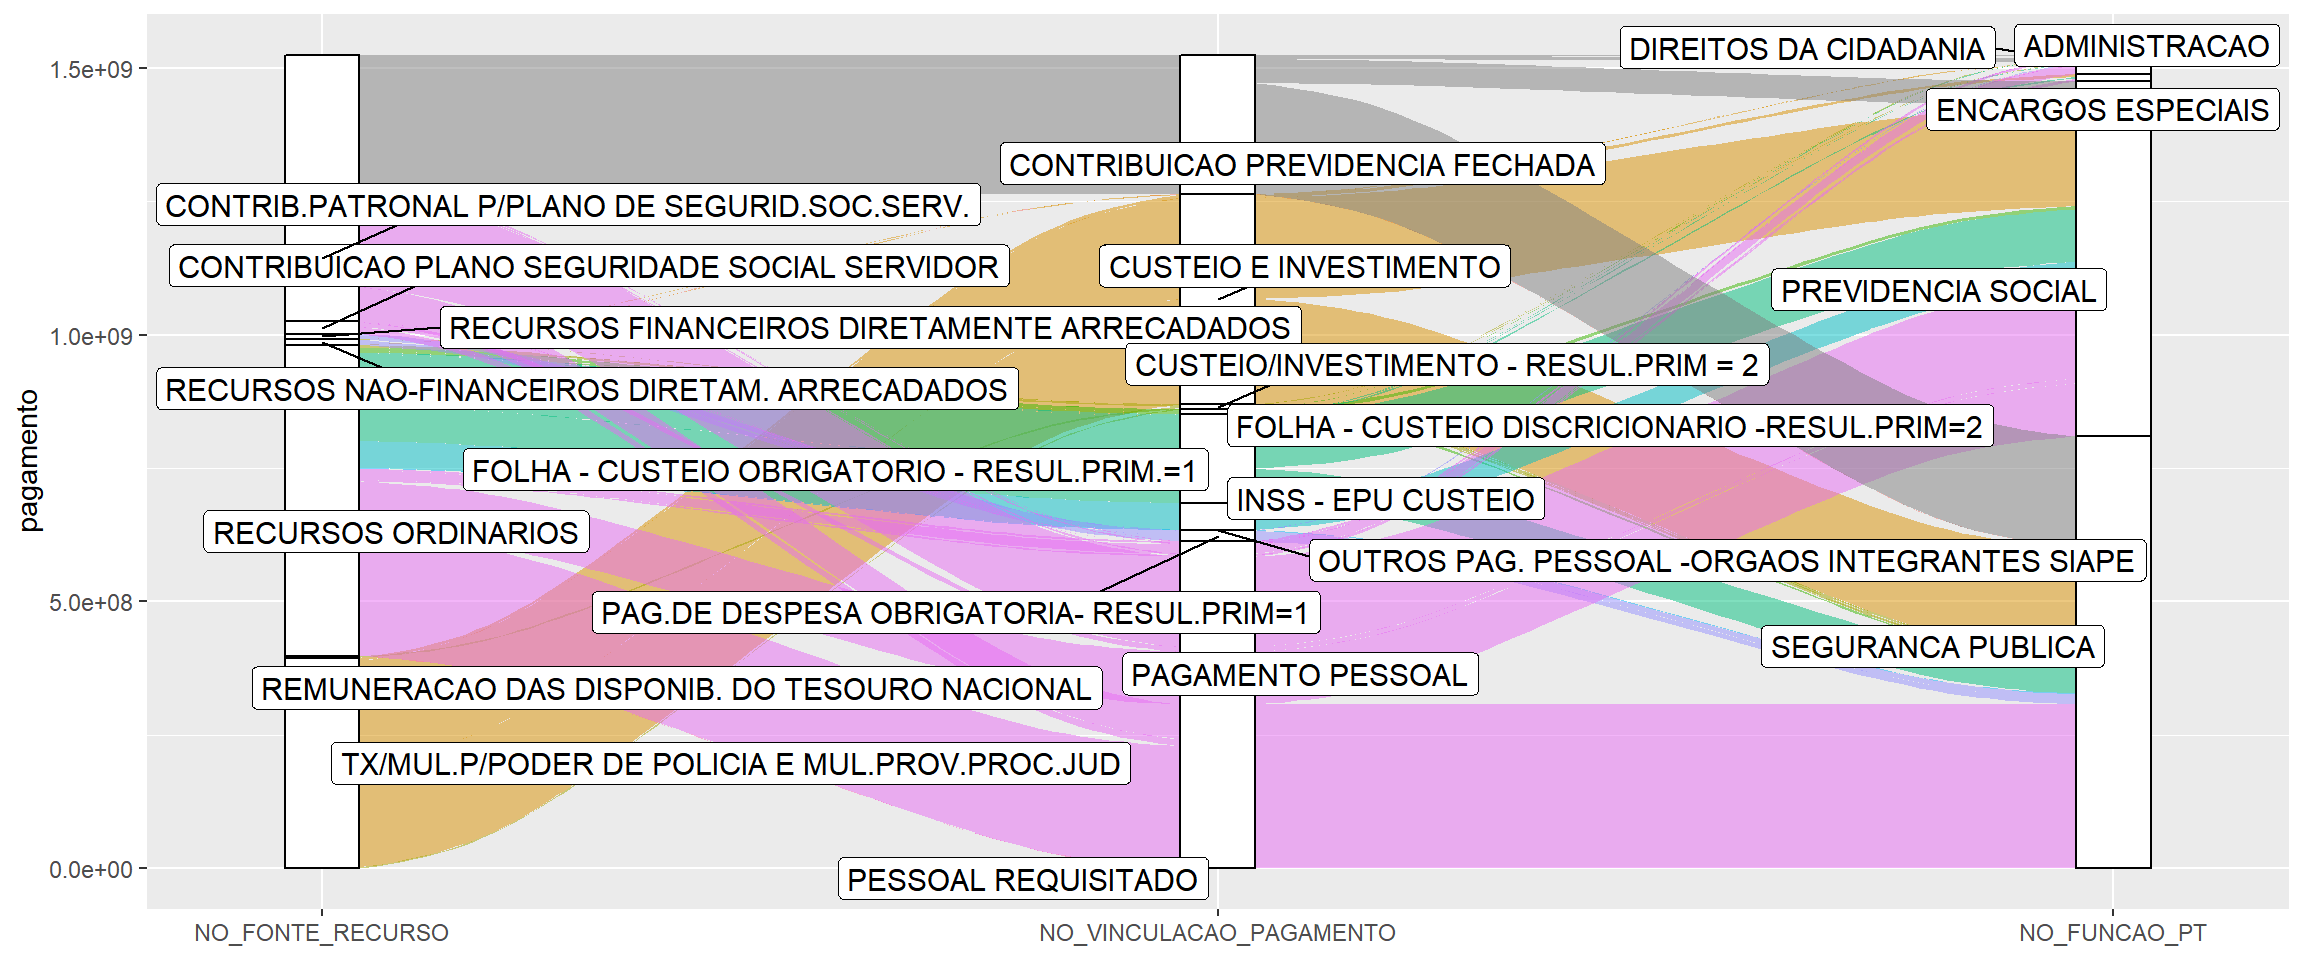 DIREITOS DA CIDADANIA
ADMINISTRACAO
1.5e+09
ENCARGOS ESPECIAIS
CONTRIBUICAO PREVIDENCIA FECHADA
CONTRIB.PATRONAL P/PLANO DE SEGURID.SOC.SERV.
CONTRIBUICAO PLANO SEGURIDADE SOCIAL SERVIDOR
CUSTEIO E INVESTIMENTO
PREVIDENCIA SOCIAL
1.0e+09
RECURSOS FINANCEIROS DIRETAMENTE ARRECADADOS
CUSTEIO/INVESTIMENTO - RESUL.PRIM = 2
RECURSOS NAO-FINANCEIROS DIRETAM. ARRECADADOS
FOLHA - CUSTEIO DISCRICIONARIO -RESUL.PRIM=2
pagamento
FOLHA - CUSTEIO OBRIGATORIO - RESUL.PRIM.=1
INSS - EPU CUSTEIO
RECURSOS ORDINARIOS
OUTROS PAG. PESSOAL -ORGAOS INTEGRANTES SIAPE
5.0e+08
PAG.DE DESPESA OBRIGATORIA- RESUL.PRIM=1
SEGURANCA PUBLICA
PAGAMENTO PESSOAL
REMUNERACAO DAS DISPONIB. DO TESOURO NACIONAL
TX/MUL.P/PODER DE POLICIA E MUL.PROV.PROC.JUD
0.0e+00
PESSOAL REQUISITADO
NO_FONTE_RECURSO
NO_VINCULACAO_PAGAMENTO
NO_FUNCAO_PT